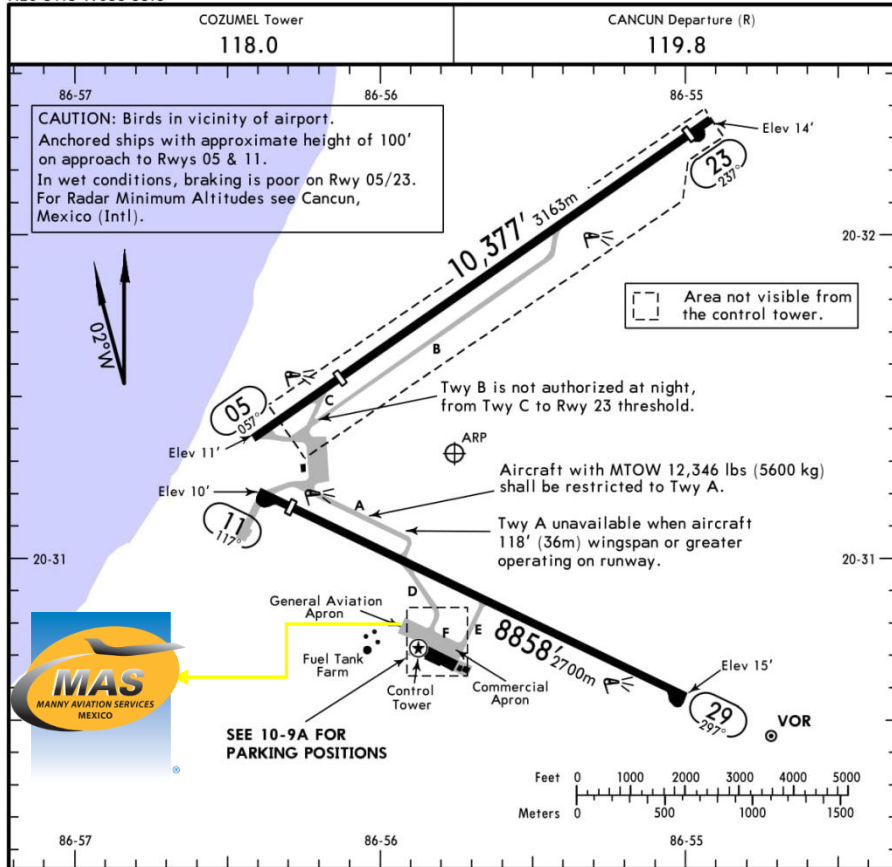 COZUMEL Tower
118.0
CANCUN Departure (R)
119.8
86-57
86-56
86-55
CAUTION: Birds in vicinity of airport.
Anchored ships with approximate height of 100'
on approach to Rwys 05 & 11.
In wet conditions, braking is poor on Rwy 05/23.
For Radar Minimum Altitudes see Cancun,
Mexico (Intl).
Elev 14'
23
237°
10,377' 3163m
20-32
02°W
Area not visible from
the control tower.
B
Twy B is not authorized at night,
from Twy C to Rwy 23 threshold.
C
05
057°
Elev 11'
ARP
Elev 10'
Aircraft with MTOW 12,346 lbs (5600 kg)
shall be restricted to Twy A.
A
11
117°
Twy A unavailable when aircraft
118' (36m) wingspan or greater
operating on runway.
20-31
20-31
D
General Aviation
Apron
F
E
8858' 2700m
Fuel Tank
Farm
Control
Tower
Commercial
Apron
Elev 15'
29
297°
VOR
MAS
MANNY AVIATION SERVICES
MEXICO
®
SEE 10-9A FOR
PARKING POSITIONS
Feet 0 1000 2000 3000 4000 5000
Meters 0 500 1000 1500
86-57
86-56
86-55